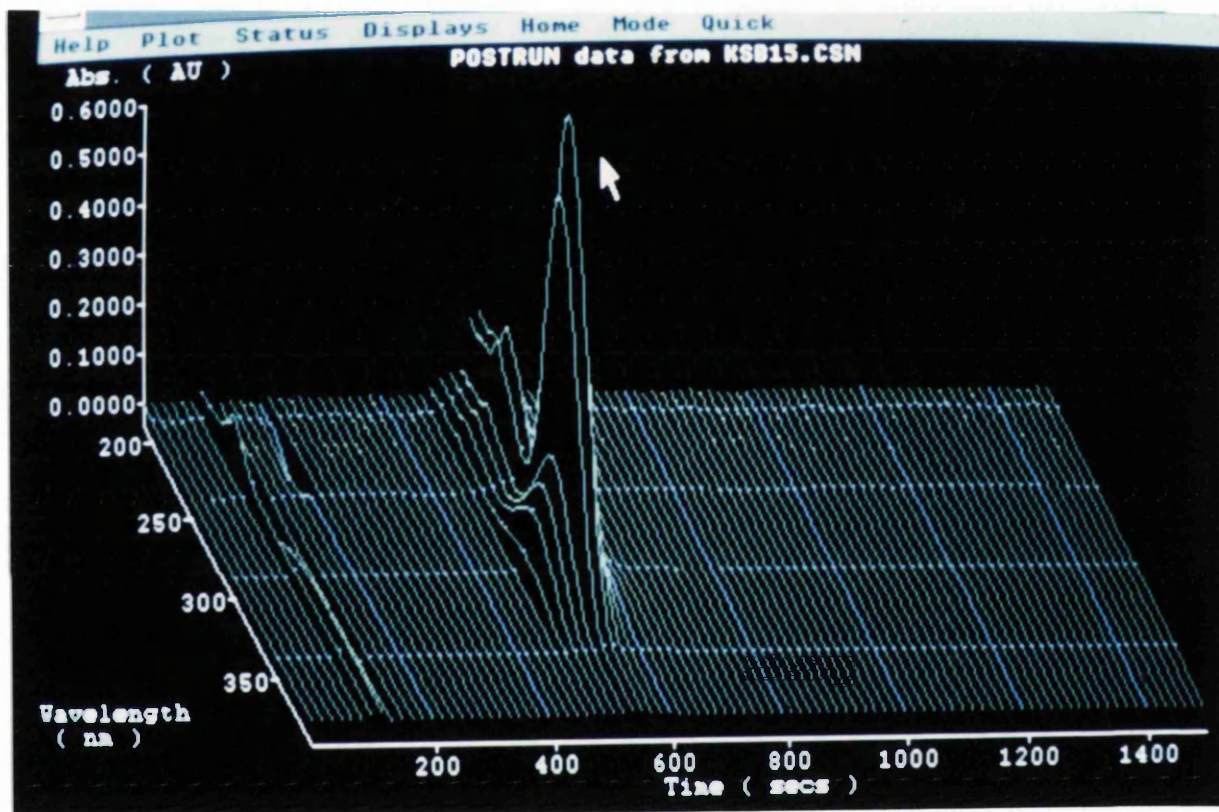 Help Plot Status Displays Home Mode Quick
POSTRUN data from KSB15.CSN
Abs. ( AU )
0.6000
0.5000
0.4000
0.3000
0.2000
0.1000
0.0000
200
250
300
350
Wavelength
( nm )
200 400 600 800 1000 1200 1400
Time ( secs )